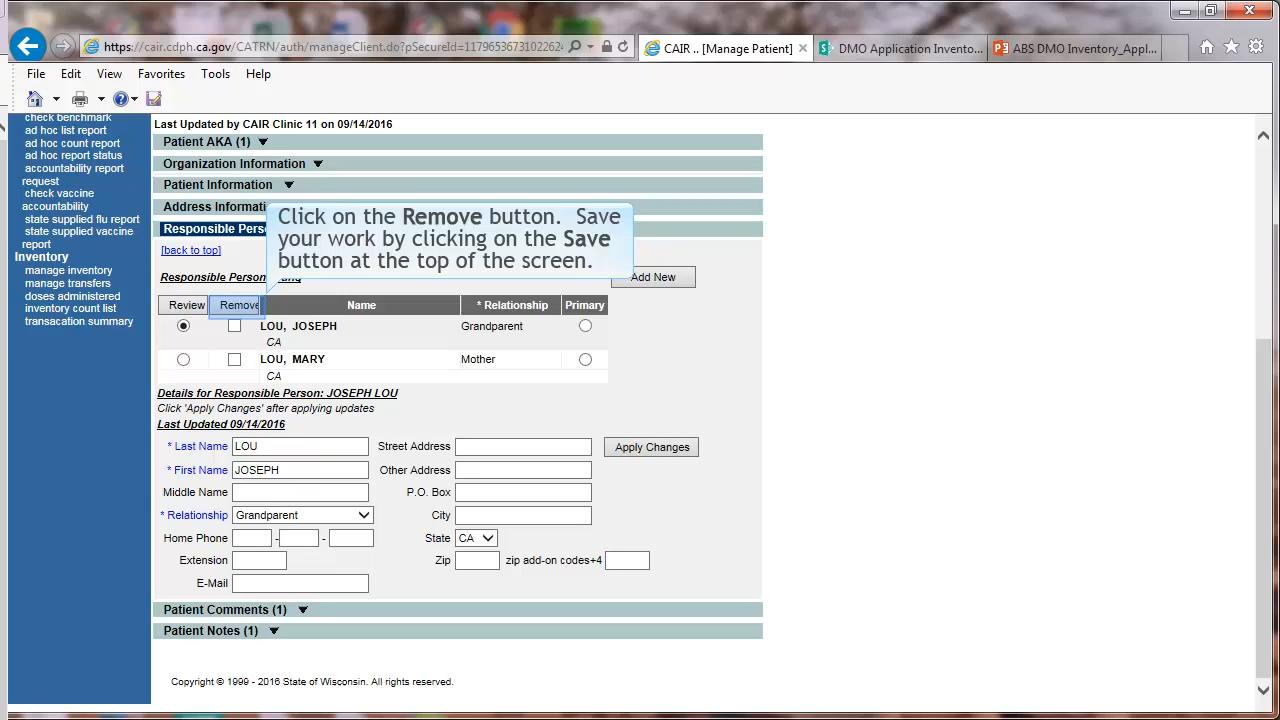 https://cair.cdph.ca.gov/CATRN/auth/manageClient.do?pSecureId=11796536731022624
CAIR .. [Manage Patient]
DMO Application Invento...
ABS DMO Inventory_Appl...
File Edit View Favorites Tools Help
check benchmark
ad hoc list report
ad hoc count report
ad hoc report status
accountability report
request
check vaccine
accountability
state supplied flu report
state supplied vaccine
report
Inventory
manage inventory
manage transfers
doses administered
inventory count list
transacation summary
Last Updated by CAIR Clinic 11 on 09/14/2016
Patient AKA (1)
Organization Information
Patient Information
Address Informati
Responsible Perso
Click on the Remove button. Save
your work by clicking on the Save
button at the top of the screen.
[back to top]
Responsible Person
Add New
Review Remove Name * Relationship Primary
LOU, JOSEPH Grandparent
CA
LOU, MARY Mother
CA
Details for Responsible Person: JOSEPH LOU
Click 'Apply Changes' after applying updates
Last Updated 09/14/2016
* Last Name LOU Street Address Apply Changes
* First Name JOSEPH Other Address
Middle Name P.O. Box
* Relationship Grandparent City
Home Phone - - State CA
Extension Zip zip add-on codes+4
E-Mail
Patient Comments (1)
Patient Notes (1)
Copyright © 1999 - 2016 State of Wisconsin. All rights reserved.